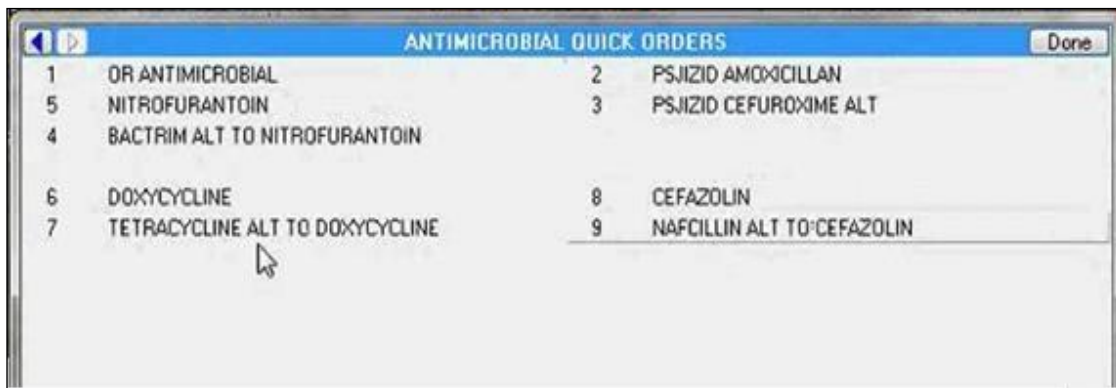 ANTIMICROBIAL QUICK ORDERS Done
1 OR ANTIMICROBIAL 2 PSJIZID AMOXICILLAN
5 NITROFURANTOIN 3 PSJIZID CEFUROXIME ALT
4 BACTRIM ALT TO NITROFURANTOIN
6 DOXYCYCLINE 8 CEFAZOLIN
7 TETRACYCLINE ALT TO DOXYCYCLINE 9 NAFCILLIN ALT TO CEFAZOLIN